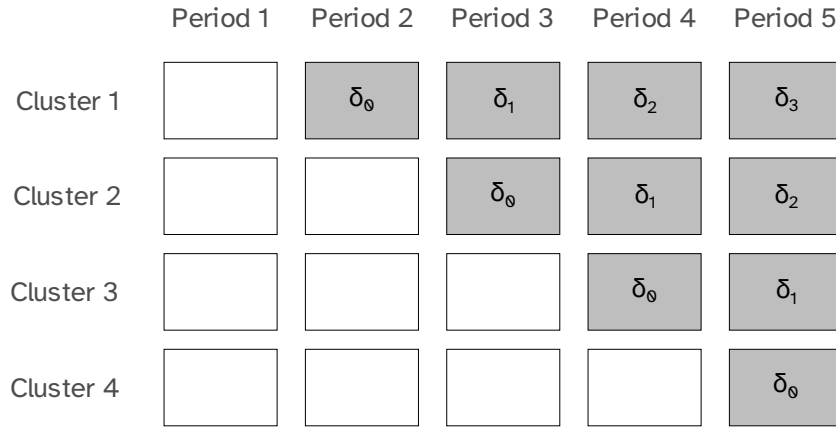 Period 1 Period 2 Period 3 Period 4 Period 5
Cluster 1 δ₀ δ₁ δ₂ δ₃
Cluster 2 δ₀ δ₁ δ₂
Cluster 3 δ₀ δ₁
Cluster 4 δ₀